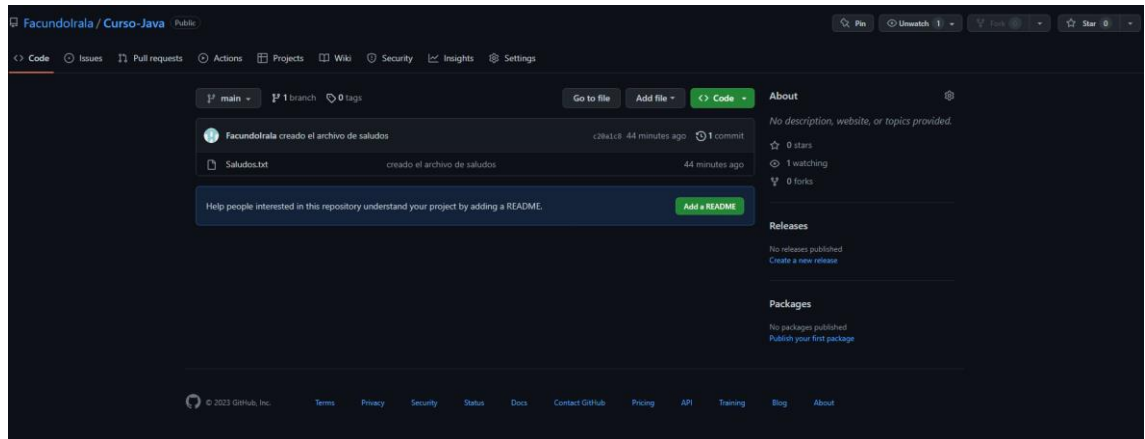 FacundoIrala / Curso-Java Public
Pin
Unwatch 1
Fork 0
Star 0
<> Code
Issues
Pull requests
Actions
Projects
Wiki
Security
Insights
Settings
main
1 branch
0 tags
Go to file
Add file
<> Code
FacundoIrala creado el archivo de saludos
c20a1c8 44 minutes ago
1 commit
Saludos.txt
creado el archivo de saludos
44 minutes ago
Help people interested in this repository understand your project by adding a README.
Add a README
About
No description, website, or topics provided.
0 stars
1 watching
0 forks
Releases
No releases published
Create a new release
Packages
No packages published
Publish your first package
© 2023 GitHub, Inc.
Terms
Privacy
Security
Status
Docs
Contact GitHub
Pricing
API
Training
Blog
About